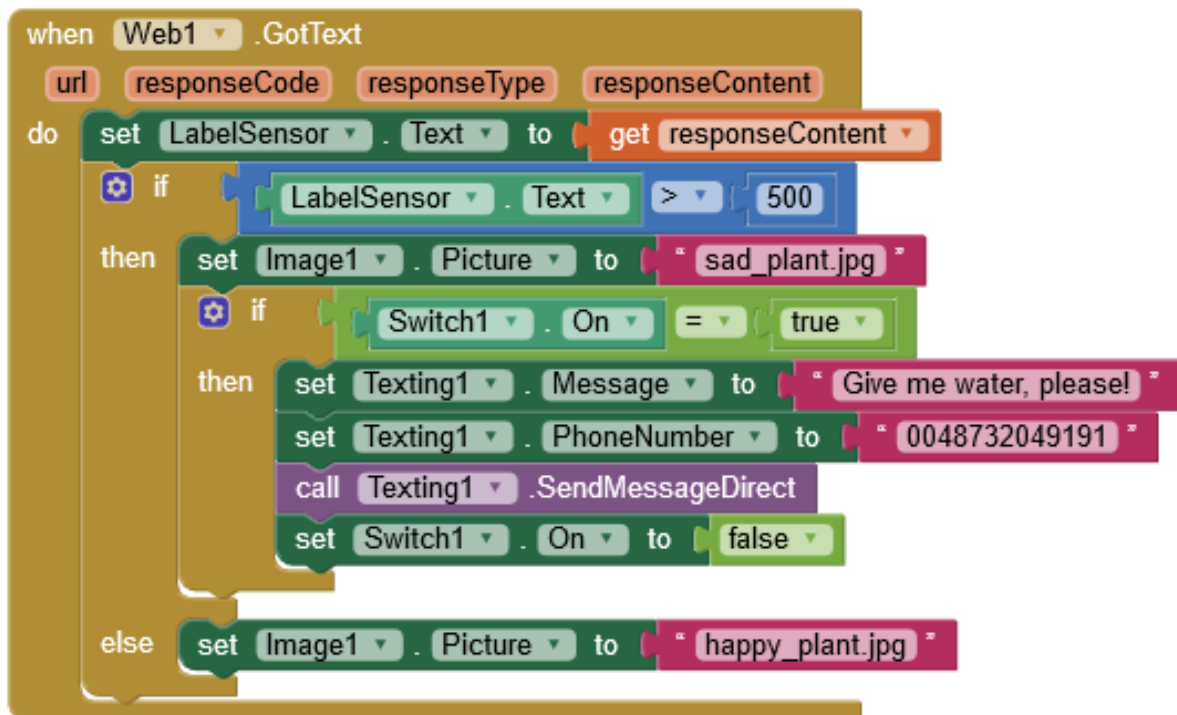 when Web1 .GotText
url responseCode responseType responseContent
do set LabelSensor . Text to get responseContent
if LabelSensor . Text > 500
then set Image1 . Picture to “ sad_plant.jpg ”
if Switch1 . On = true
then set Texting1 . Message to “ Give me water, please! ”
set Texting1 . PhoneNumber to “ 0048732049191 ”
call Texting1 .SendMessageDirect
set Switch1 . On to false
else set Image1 . Picture to “ happy_plant.jpg ”